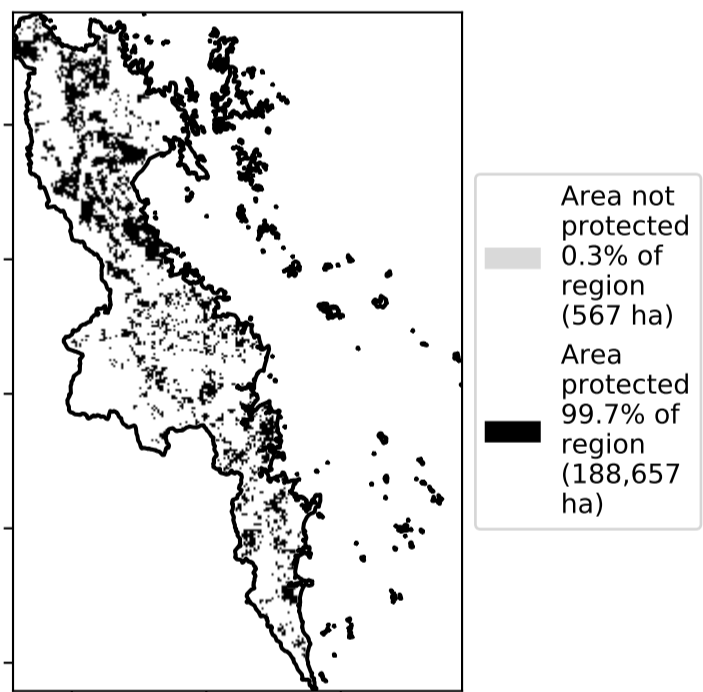 Area not
protected
0.3% of
region
(567 ha)
Area
protected
99.7% of
region
(188,657
ha)